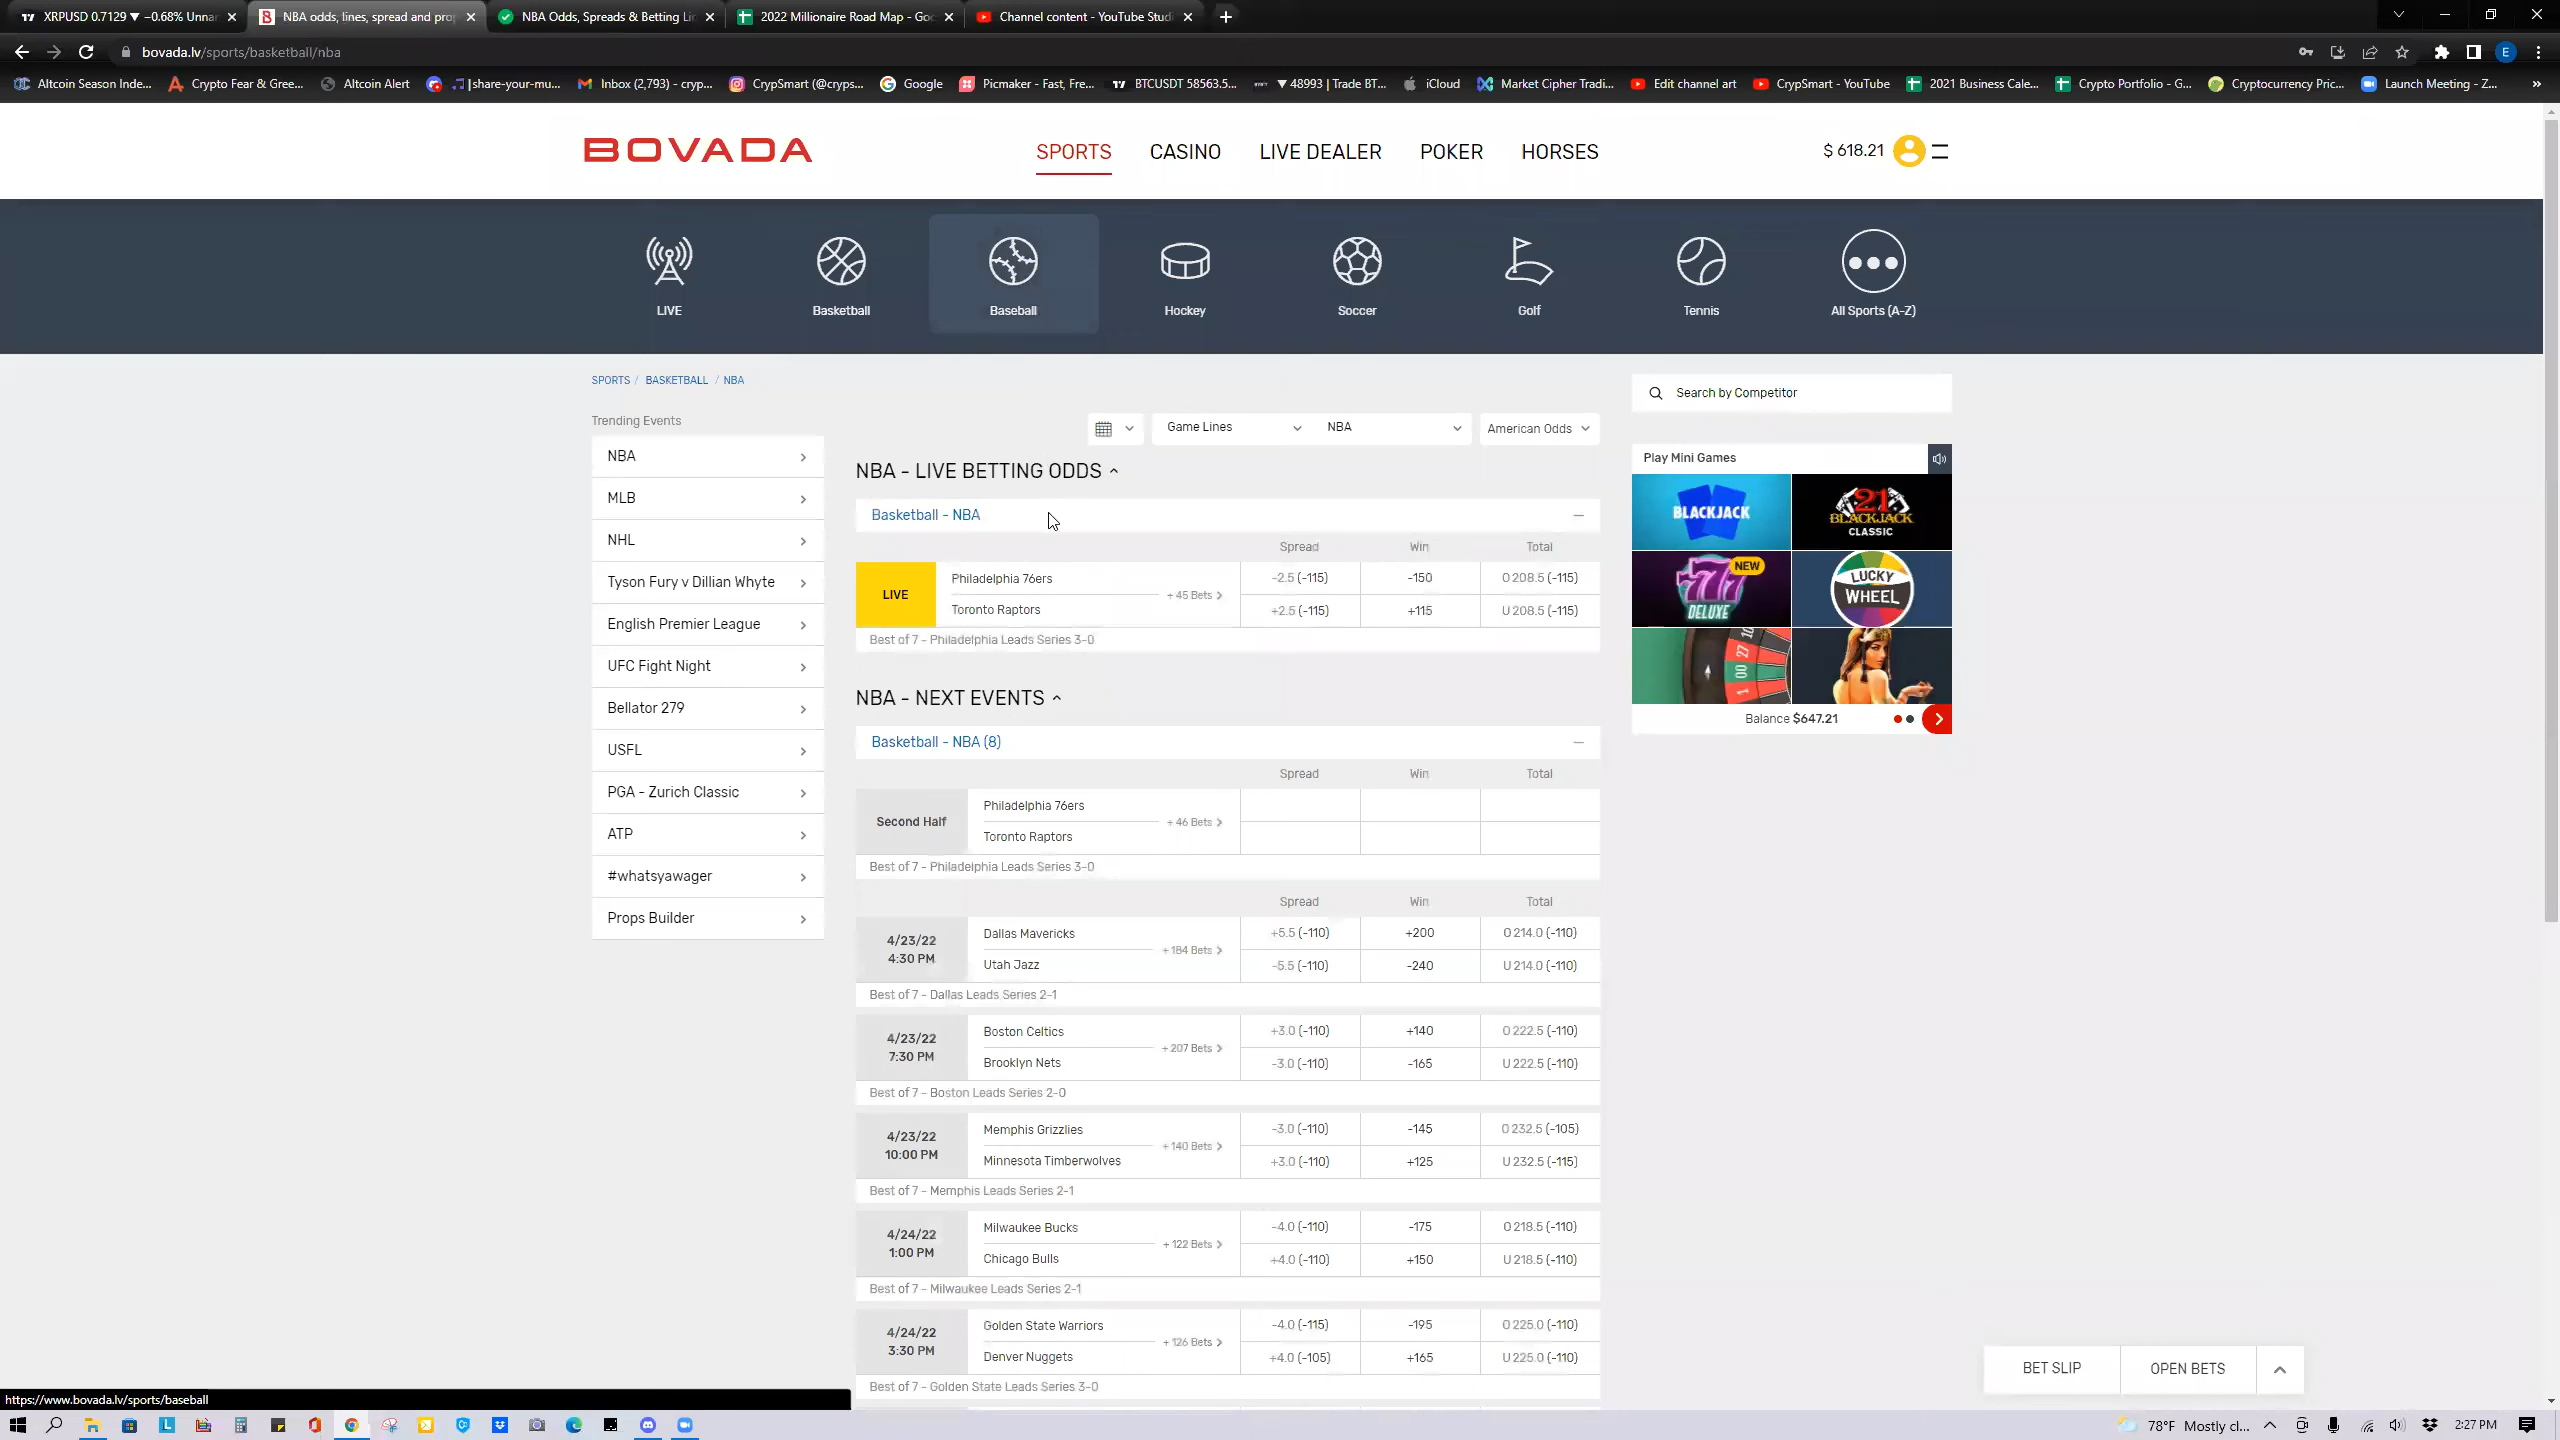 XRPUSD 0.7129 ▼ −0.68% Unnar
NBA odds, lines, spread and pro
NBA Odds, Spreads & Betting Lin
2022 Millionaire Road Map - Goo
Channel content - YouTube Studi
bovada.lv/sports/basketball/nba
E
Altcoin Season Inde...
Crypto Fear & Gree...
Altcoin Alert
|share-your-mu...
Inbox (2,793) - cryp...
CrypSmart (@cryps...
Google
Picmaker - Fast, Fre...
BTCUSDT 58563.5...
▼ 48993 | Trade BT...
iCloud
Market Cipher Tradi...
Edit channel art
CrypSmart - YouTube
2021 Business Cale...
Crypto Portfolio - G...
Cryptocurrency Pric...
Launch Meeting - Z...
BOVADA
SPORTS
CASINO
LIVE DEALER
POKER
HORSES
$ 618.21
LIVE
Basketball
Baseball
Hockey
Soccer
Golf
Tennis
All Sports (A-Z)
SPORTS / BASKETBALL / NBA
Search by Competitor
Trending Events
NBA
MLB
NHL
Tyson Fury v Dillian Whyte
English Premier League
UFC Fight Night
Bellator 279
USFL
PGA - Zurich Classic
ATP
#whatsyawager
Props Builder
Game Lines
NBA
American Odds
NBA - LIVE BETTING ODDS
Basketball - NBA
Spread Win Total
LIVE
Philadelphia 76ers -2.5 (-115) -150 O 208.5 (-115)
+ 45 Bets
Toronto Raptors +2.5 (-115) +115 U 208.5 (-115)
Best of 7 - Philadelphia Leads Series 3-0
NBA - NEXT EVENTS
Basketball - NBA (8)
Spread Win Total
Second Half
Philadelphia 76ers
+ 46 Bets
Toronto Raptors
Best of 7 - Philadelphia Leads Series 3-0
Spread Win Total
4/23/22
4:30 PM
Dallas Mavericks +5.5 (-110) +200 O 214.0 (-110)
+ 184 Bets
Utah Jazz -5.5 (-110) -240 U 214.0 (-110)
Best of 7 - Dallas Leads Series 2-1
4/23/22
7:30 PM
Boston Celtics +3.0 (-110) +140 O 222.5 (-110)
+ 207 Bets
Brooklyn Nets -3.0 (-110) -165 U 222.5 (-110)
Best of 7 - Boston Leads Series 2-0
4/23/22
10:00 PM
Memphis Grizzlies -3.0 (-110) -145 O 232.5 (-105)
+ 140 Bets
Minnesota Timberwolves +3.0 (-110) +125 U 232.5 (-115)
Best of 7 - Memphis Leads Series 2-1
4/24/22
1:00 PM
Milwaukee Bucks -4.0 (-110) -175 O 218.5 (-110)
+ 122 Bets
Chicago Bulls +4.0 (-110) +150 U 218.5 (-110)
Best of 7 - Milwaukee Leads Series 2-1
4/24/22
3:30 PM
Golden State Warriors -4.0 (-115) -195 O 225.0 (-110)
+ 126 Bets
Denver Nuggets +4.0 (-105) +165 U 225.0 (-110)
Best of 7 - Golden State Leads Series 3-0
Play Mini Games
BLACKJACK
21
BLACKJACK
CLASSIC
777
DELUXE
NEW
LUCKY
WHEEL
10
27
00
1
Balance $647.21
BET SLIP
OPEN BETS
https://www.bovada.lv/sports/baseball
78°F Mostly cl...
2:27 PM